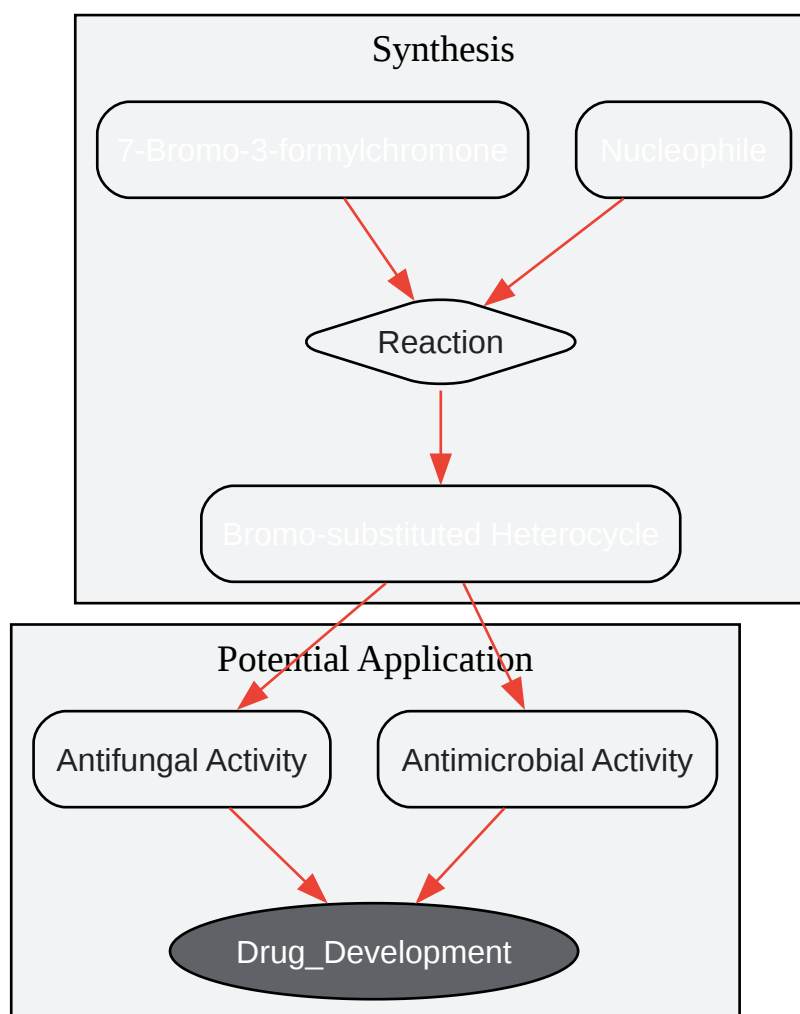 Synthesis
7-Bromo-3-formylchromone
Nucleophile
Reaction
Bromo-substituted Heterocycle
Potential Application
Antifungal Activity
Antimicrobial Activity
Drug_Development